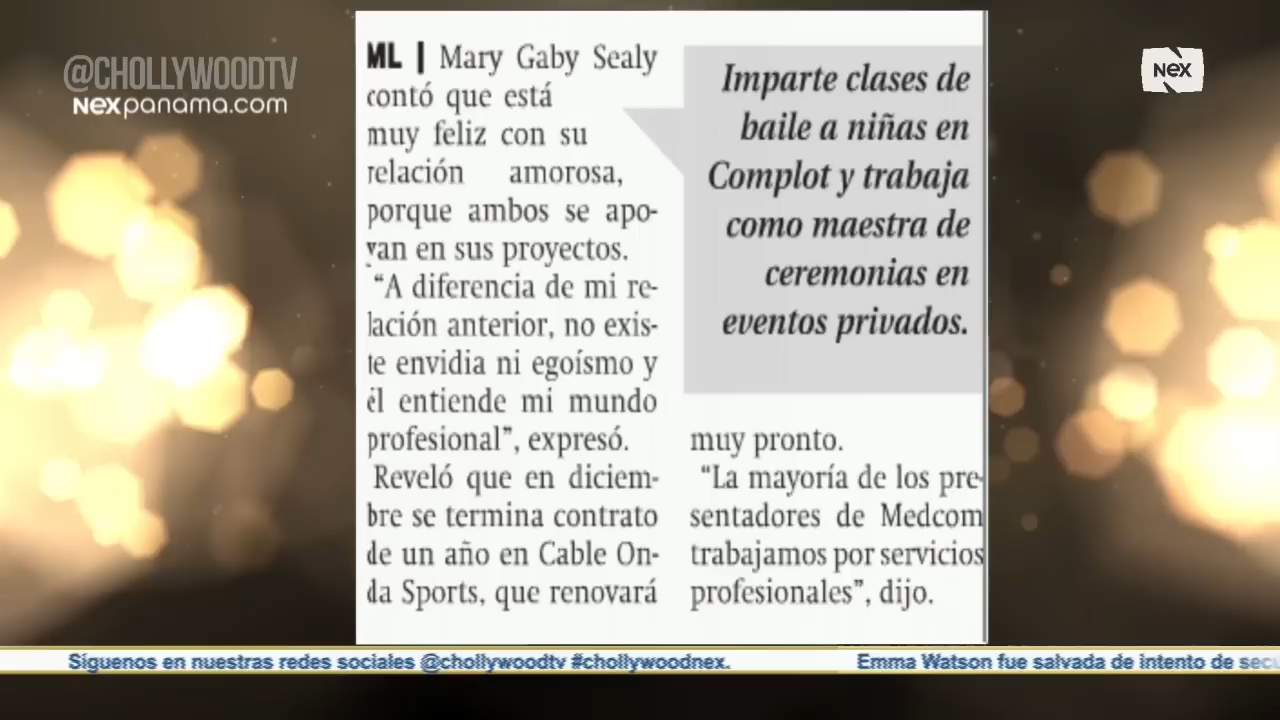 @CHOLLYWOODTV
NEXpanama.com
NEX
ML | Mary Gaby Sealy
contó que está
muy feliz con su
relación amorosa,
porque ambos se apo-
yan en sus proyectos.
“A diferencia de mi re-
lación anterior, no exis-
te envidia ni egoísmo y
él entiende mi mundo
profesional”, expresó.
Reveló que en diciem-
bre se termina contrato
de un año en Cable On-
da Sports, que renovará
Imparte clases de
baile a niñas en
Complot y trabaja
como maestra de
ceremonias en
eventos privados.
muy pronto.
“La mayoría de los pre-
sentadores de Medcom
trabajamos por servicios
profesionales”, dijo.
Síguenos en nuestras redes sociales @chollywoodtv #chollywoodnex.
Emma Watson fue salvada de intento de